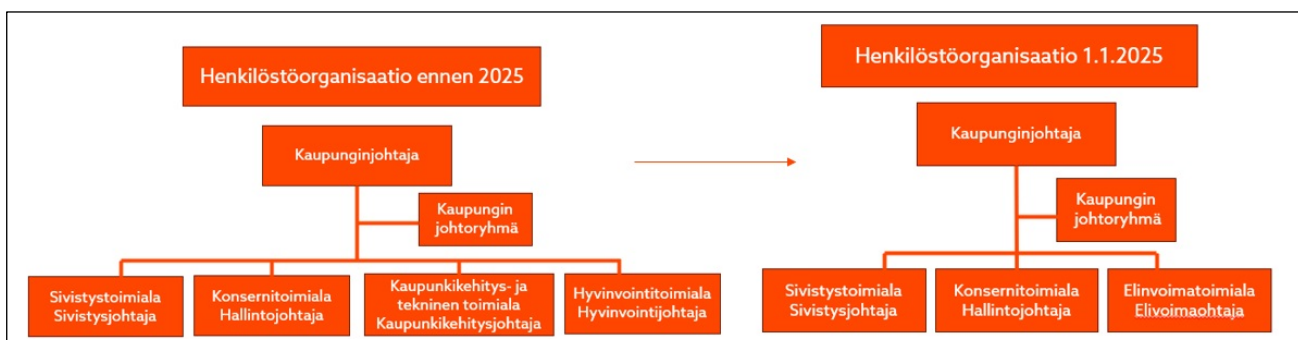 Henkilöstöorganisaatio ennen 2025
Kaupunginjohtaja
Kaupungin
johtoryhmä
Sivistystoimiala
Sivistysjohtaja
Konsernitoimiala
Hallintojohtaja
Kaupunkikehitys- ja
tekninen toimiala
Kaupunkikehitysjohtaja
Hyvinvointitoimiala
Hyvinvointijohtaja
Henkilöstöorganisaatio 1.1.2025
Kaupunginjohtaja
Kaupungin
johtoryhmä
Sivistystoimiala
Sivistysjohtaja
Konsernitoimiala
Hallintojohtaja
Elinvoimatoimiala
Elivoimaohtaja